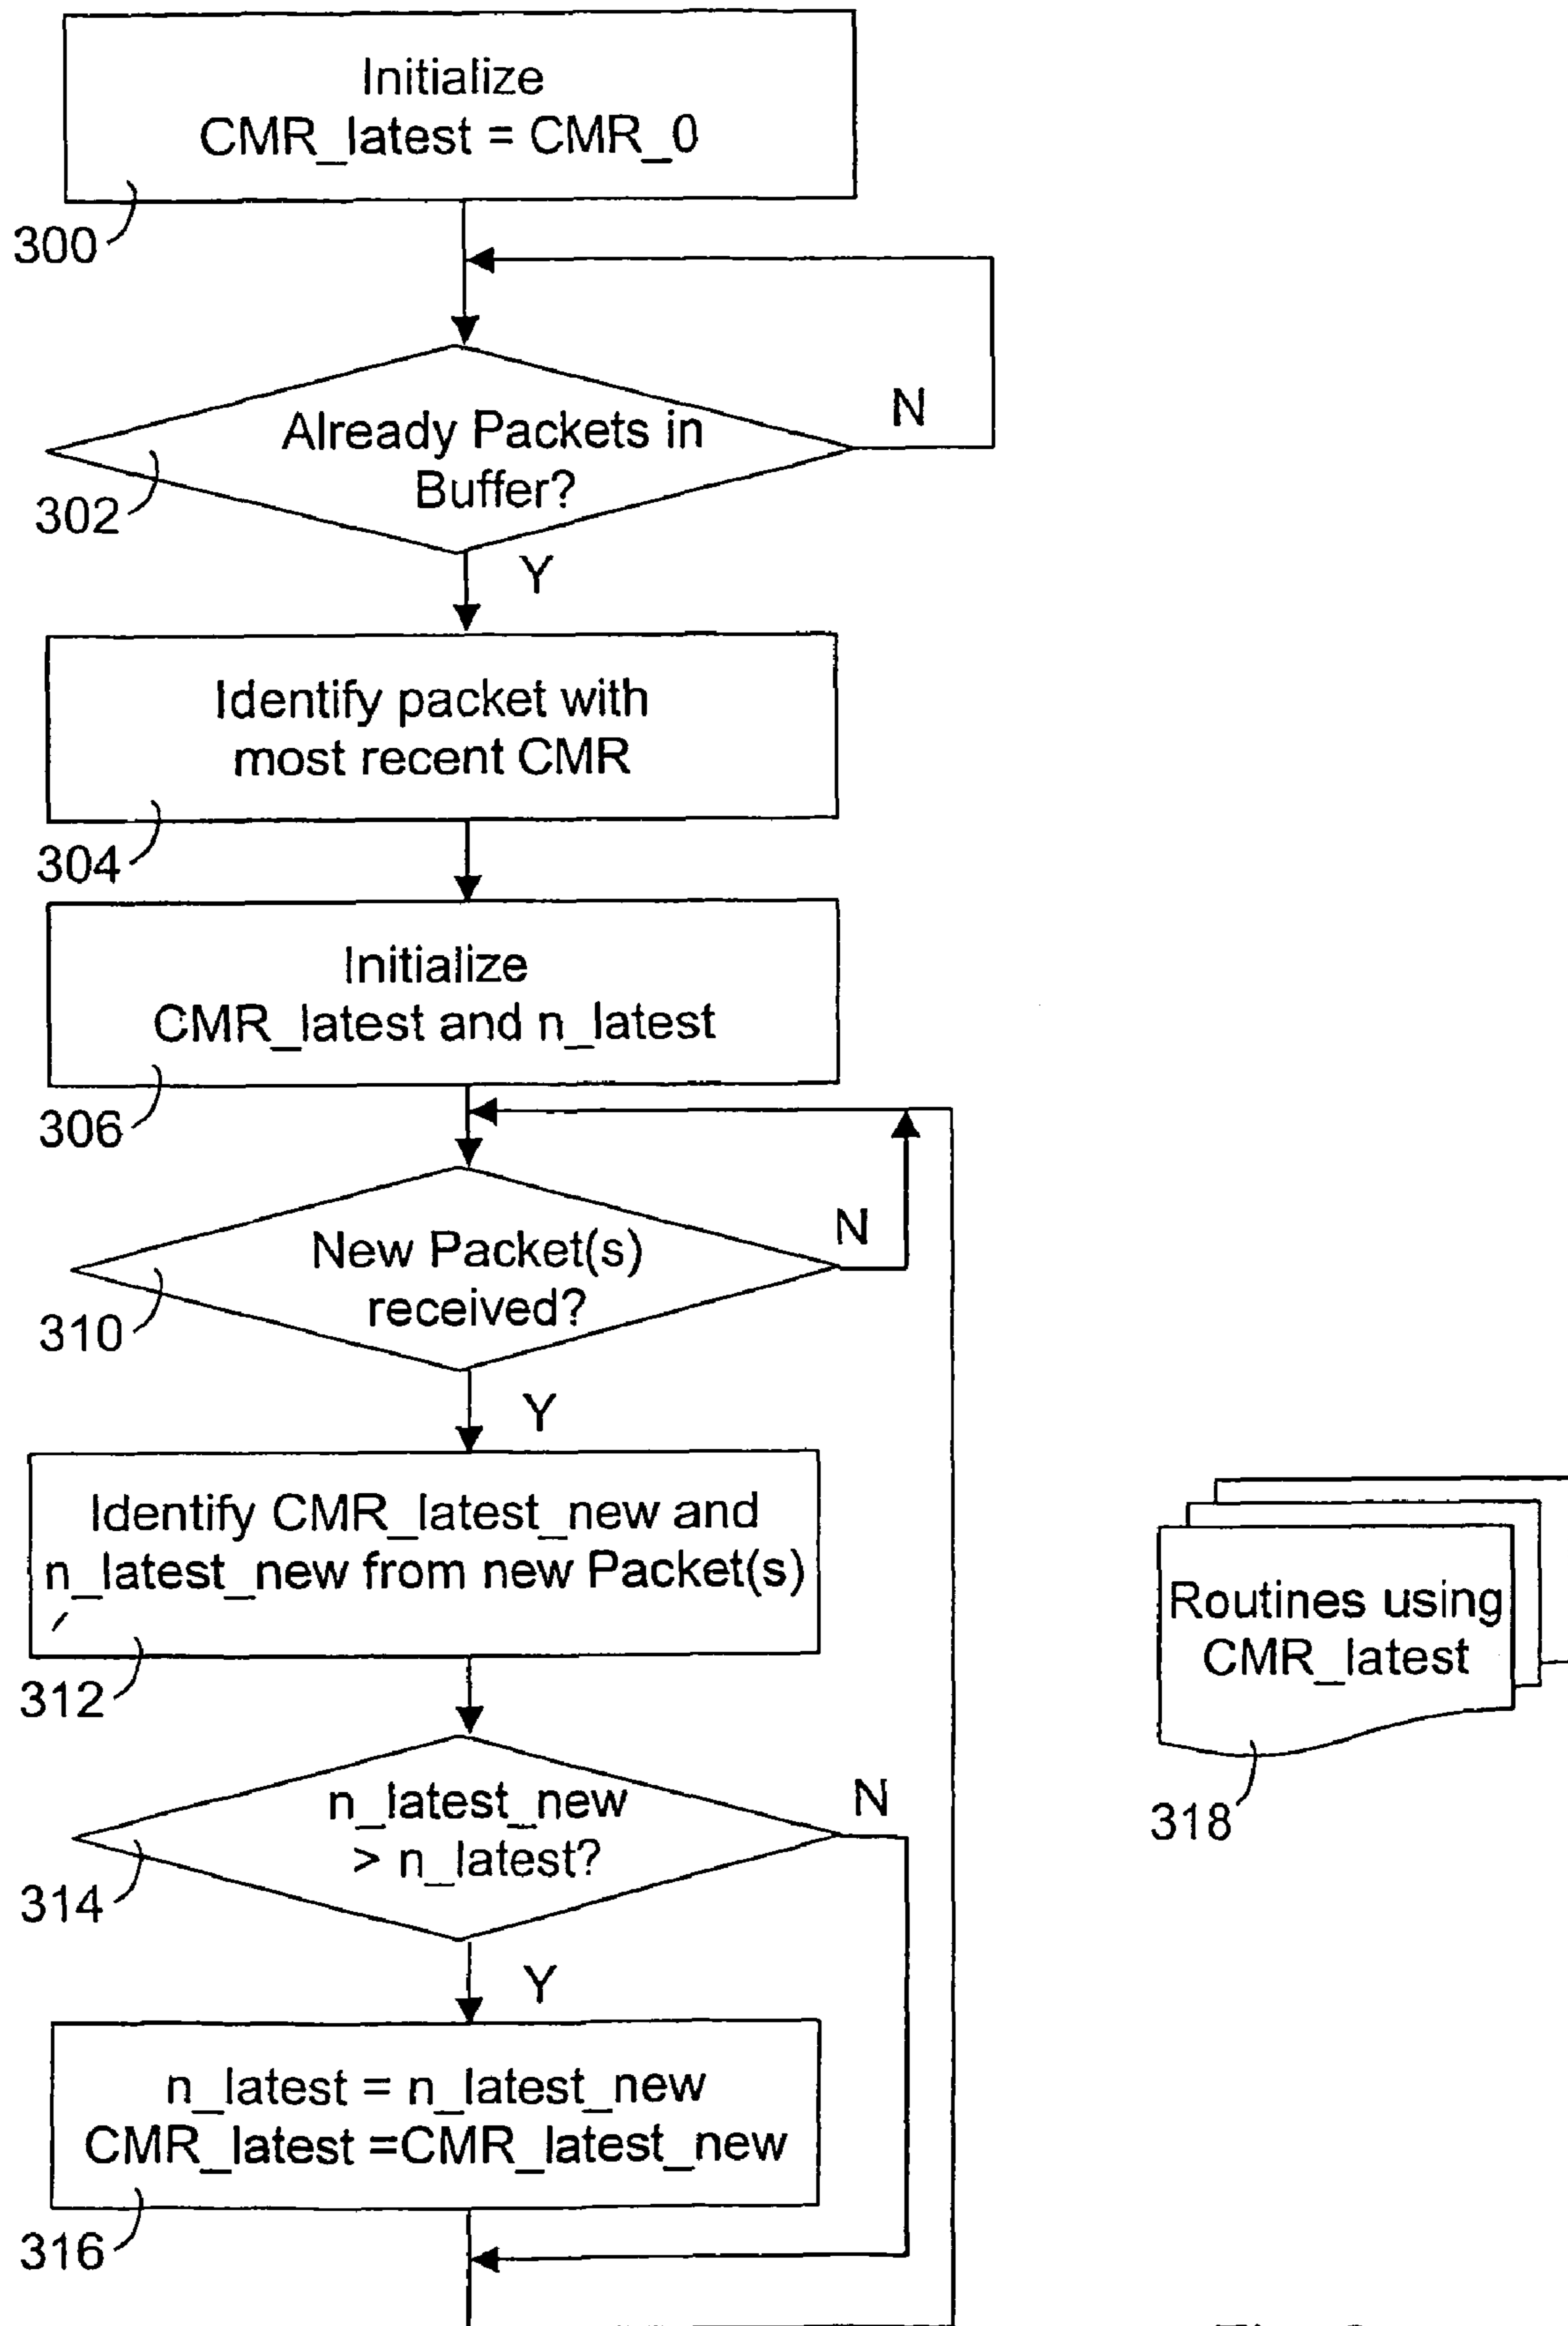 Initialize
CMR_latest = CMR_0
300
Already Packets in
Buffer?
N
302
Y
Identify packet with
most recent CMR
304
Initialize
CMR_latest and n_latest
306
New Packet(s)
received?
N
310
Y
Identify CMR_latest_new and
n_latest_new from new Packet(s)
312
Routines using
CMR_latest
318
n_latest_new
> n_latest?
N
314
Y
n_latest = n_latest_new
CMR_latest =CMR_latest_new
316